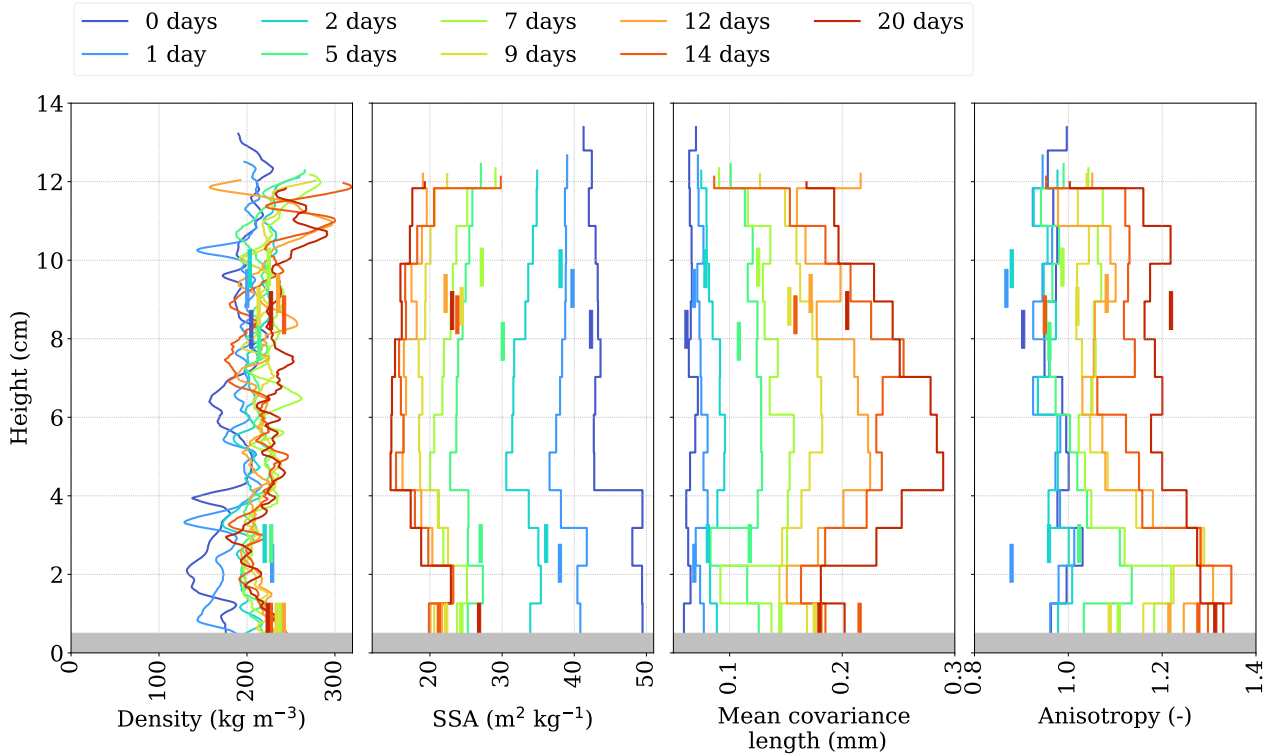 0 days 2 days 7 days 12 days 20 days
1 day 5 days 9 days 14 days
14
12
10
8
6
4
2
0
Height (cm)
0 100 200 300
Density (kg m⁻³)
20 30 40 50
SSA (m² kg⁻¹)
0.1 0.2 0.3
Mean covariance
length (mm)
0.8 1.0 1.2 1.4
Anisotropy (-)